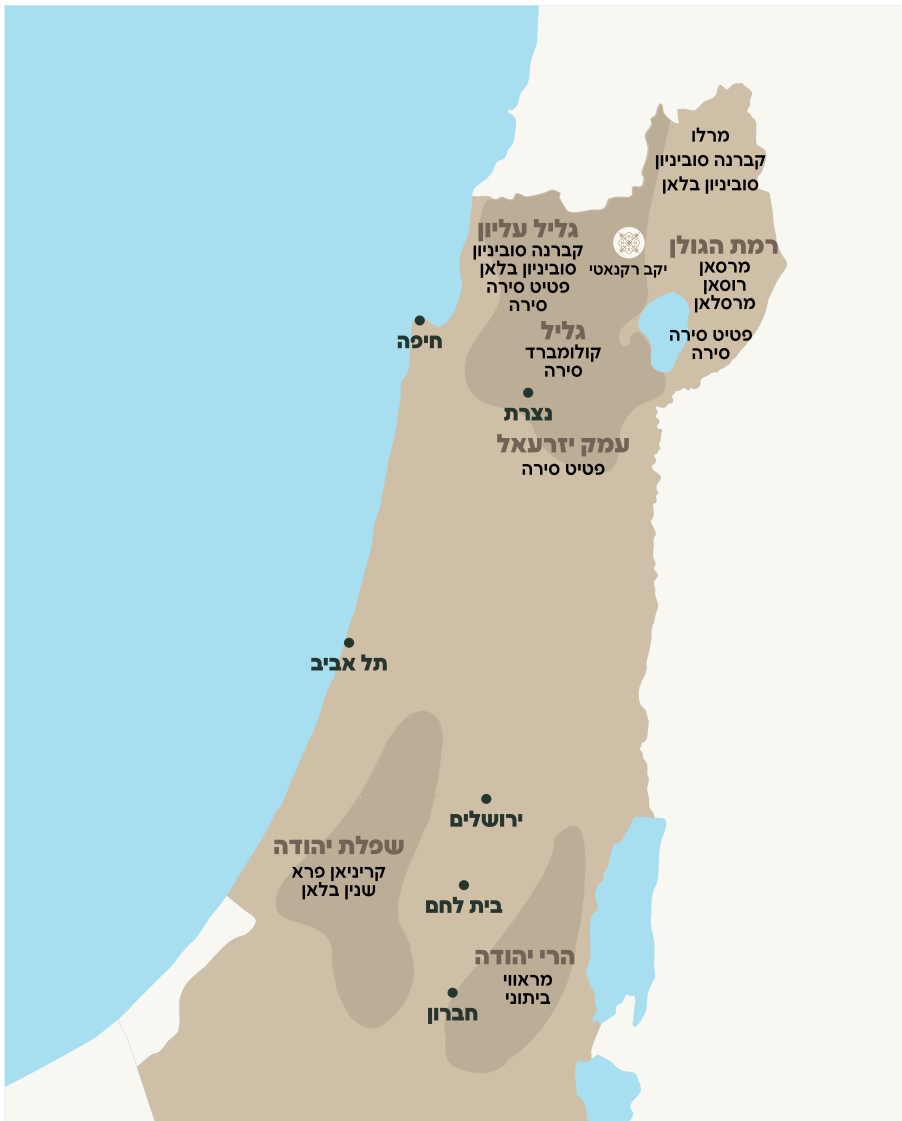 מרלו
קברנה סוביניון
סוביניון בלאן
רמת הגולן
מרסאן
רוסאן
מרסלאן
פטיט סירה
סירה
יקב רקנאטי
גליל עליון
קברנה סוביניון
סוביניון בלאן
פטיט סירה
סירה
גליל
קולומברד
סירה
חיפה
נצרת
עמק יזרעאל
פטיט סירה
תל אביב
ירושלים
שפלת יהודה
קריניאן פרא
שנין בלאן
בית לחם
הרי יהודה
מראווי
ביתוני
חברון